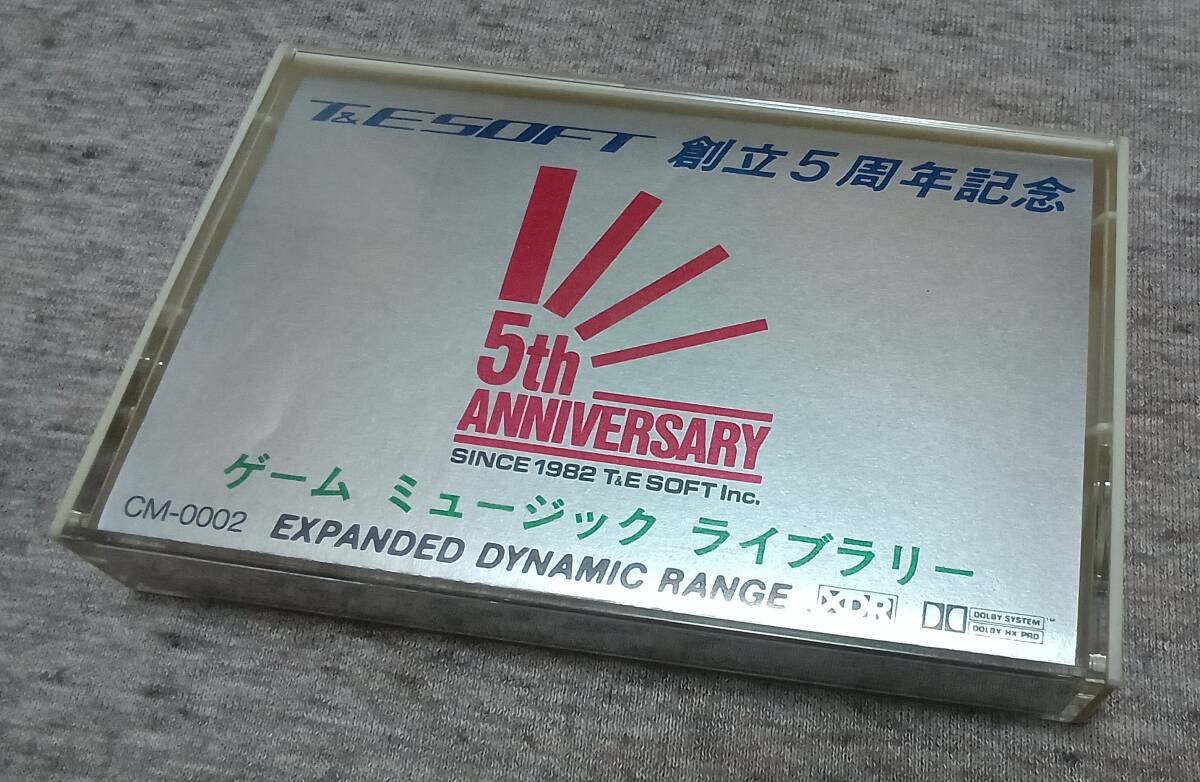 T&E SOFT 創立5周年記念
5th
ANNIVERSARY
SINCE 1982 T&E SOFT Inc.
ゲーム ミュージック ライブラリー
CM-0002 EXPANDED DYNAMIC RANGE XDR DOLBY SYSTEM ™
DOLBY HX PRO